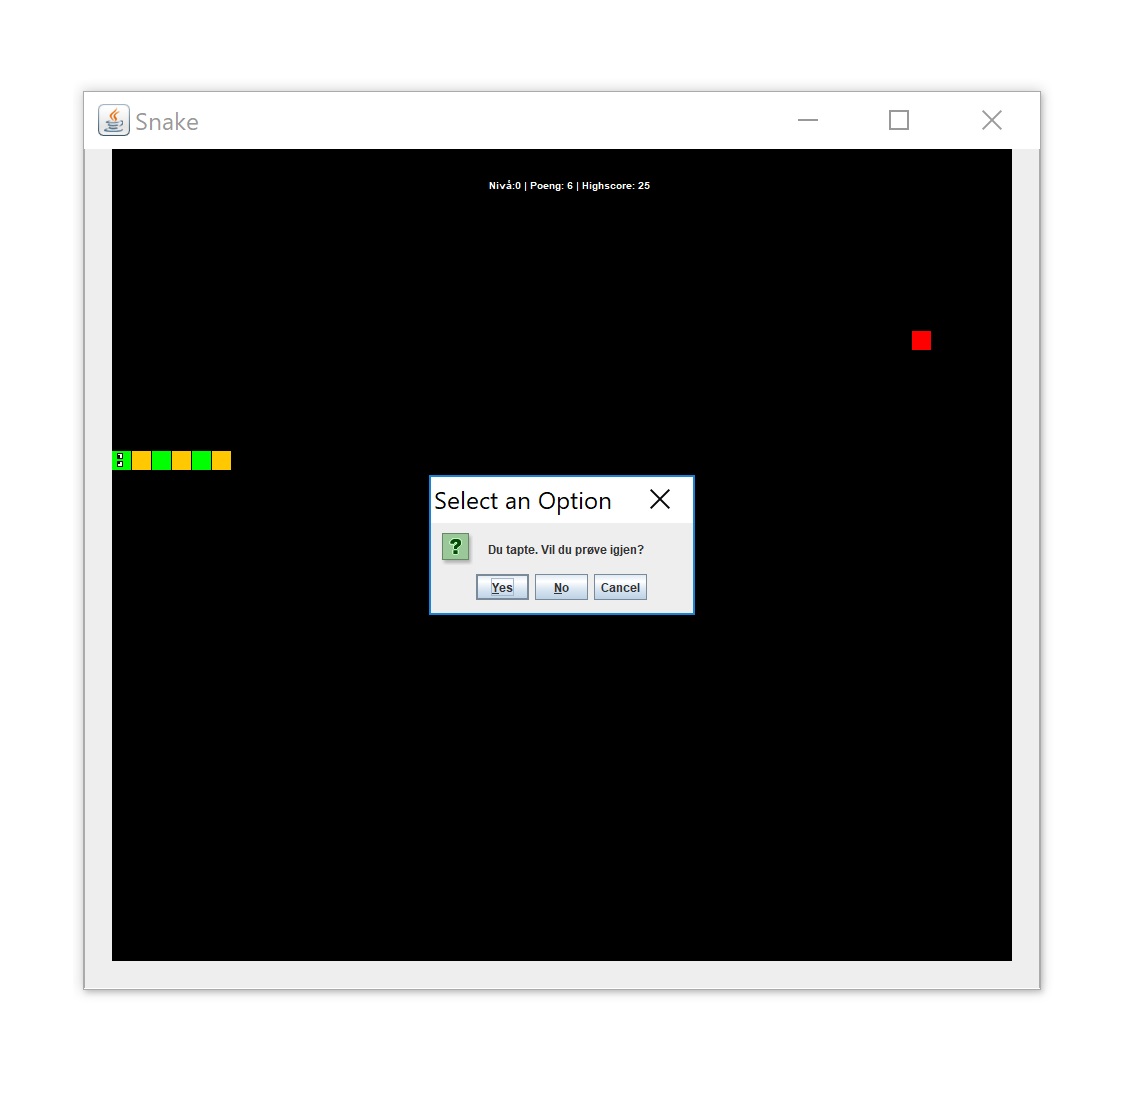 Snake
Nivå:0 | Poeng: 6 | Highscore: 25
Select an Option
?
Du tapte. Vil du prøve igjen?
Yes No Cancel